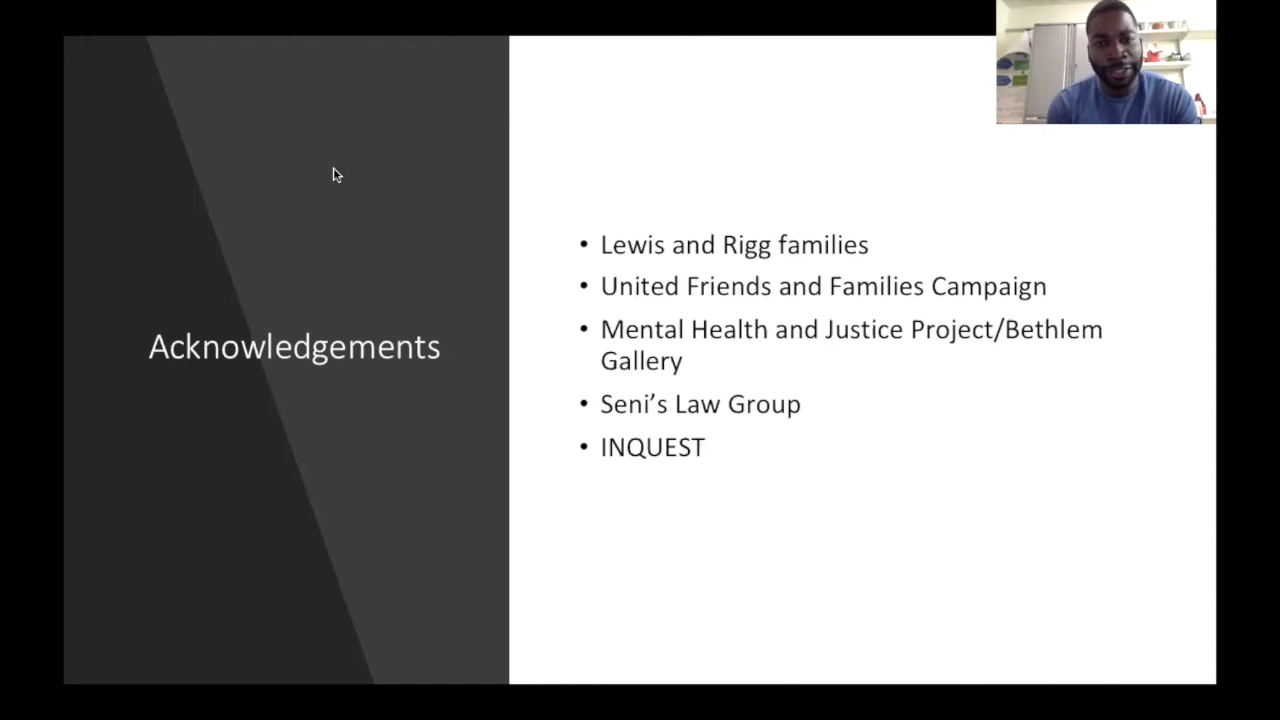 Acknowledgements
• Lewis and Rigg families
• United Friends and Families Campaign
• Mental Health and Justice Project/Bethlem
Gallery
• Seni’s Law Group
• INQUEST